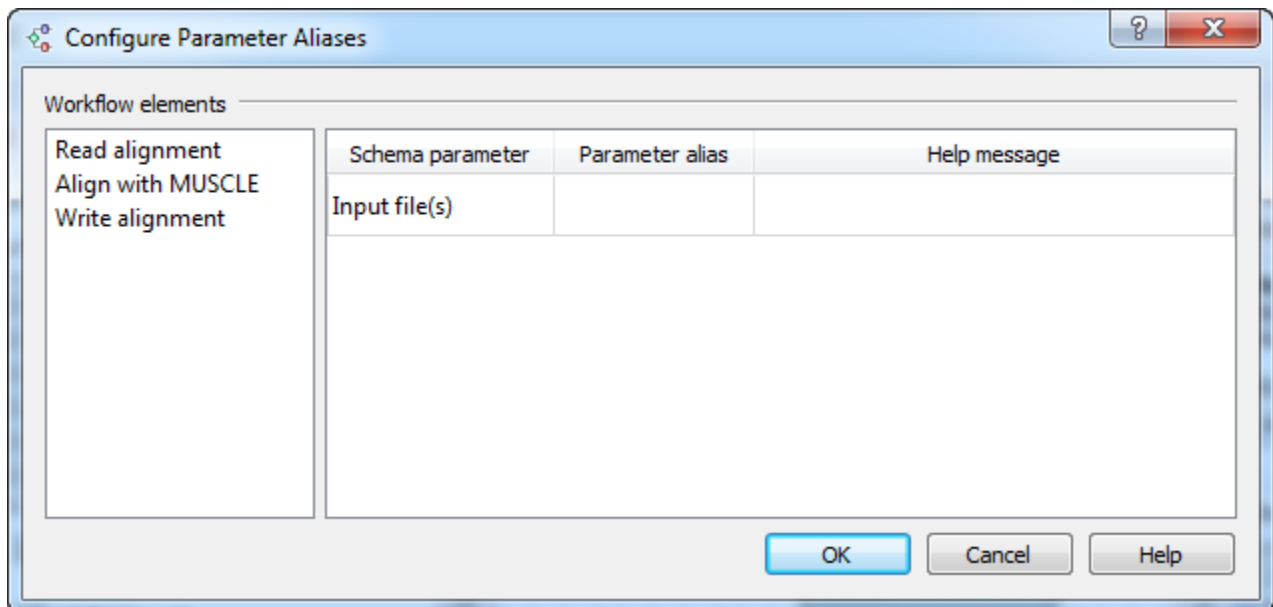 Configure Parameter Aliases
?
X
Workflow elements
Read alignment
Align with MUSCLE
Write alignment
Schema parameter Parameter alias Help message
Input file(s)
OK Cancel Help